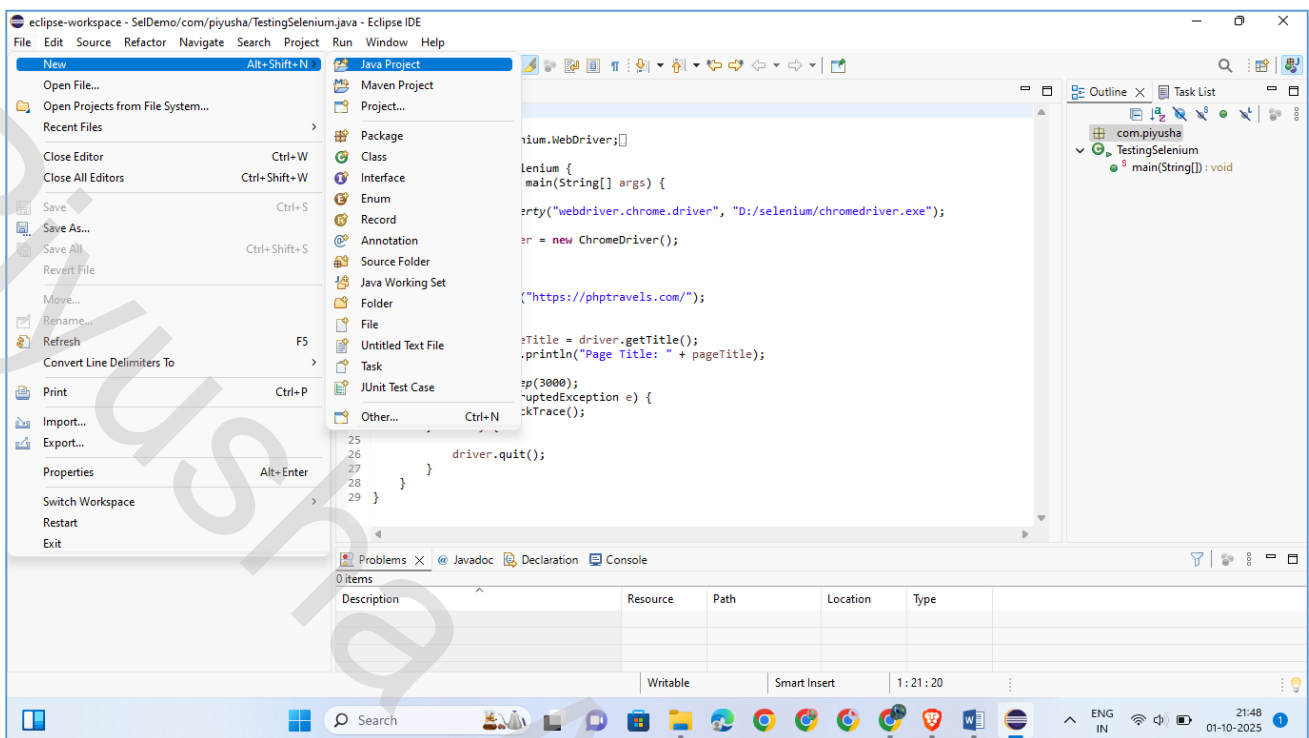 eclipse-workspace - SelDemo/com/piyusha/TestingSelenium.java - Eclipse IDE
File Edit Source Refactor Navigate Search Project Run Window Help
New Alt+Shift+N >
Open File...
Open Projects from File System...
Recent Files >
Close Editor Ctrl+W
Close All Editors Ctrl+Shift+W
Save Ctrl+S
Save As...
Save All Ctrl+Shift+S
Revert File
Move...
Rename...
Refresh F5
Convert Line Delimiters To >
Print Ctrl+P
Import...
Export...
Properties Alt+Enter
Switch Workspace >
Restart
Exit
Java Project
Maven Project
Project...
Package
Class
Interface
Enum
Record
Annotation
Source Folder
Java Working Set
Folder
File
Untitled Text File
Task
JUnit Test Case
Other... Ctrl+N
nium.WebDriver;
lenium {
main(String[] args) {
erty("webdriver.chrome.driver", "D:/selenium/chromedriver.exe");
er = new ChromeDriver();
("https://phptravels.com/");
eTitle = driver.getTitle();
.println("Page Title: " + pageTitle);
ep(3000);
ruptedException e) {
ckTrace();
25
26 driver.quit();
27 }
28 }
29 }
Outline Task List
com.piyusha
TestingSelenium
main(String[]) : void
Problems @ Javadoc Declaration Console
0 items
Description Resource Path Location Type
Writable Smart Insert 1 : 21 : 20
Search
ENG
IN
21:48
01-10-2025
1
Piyusha